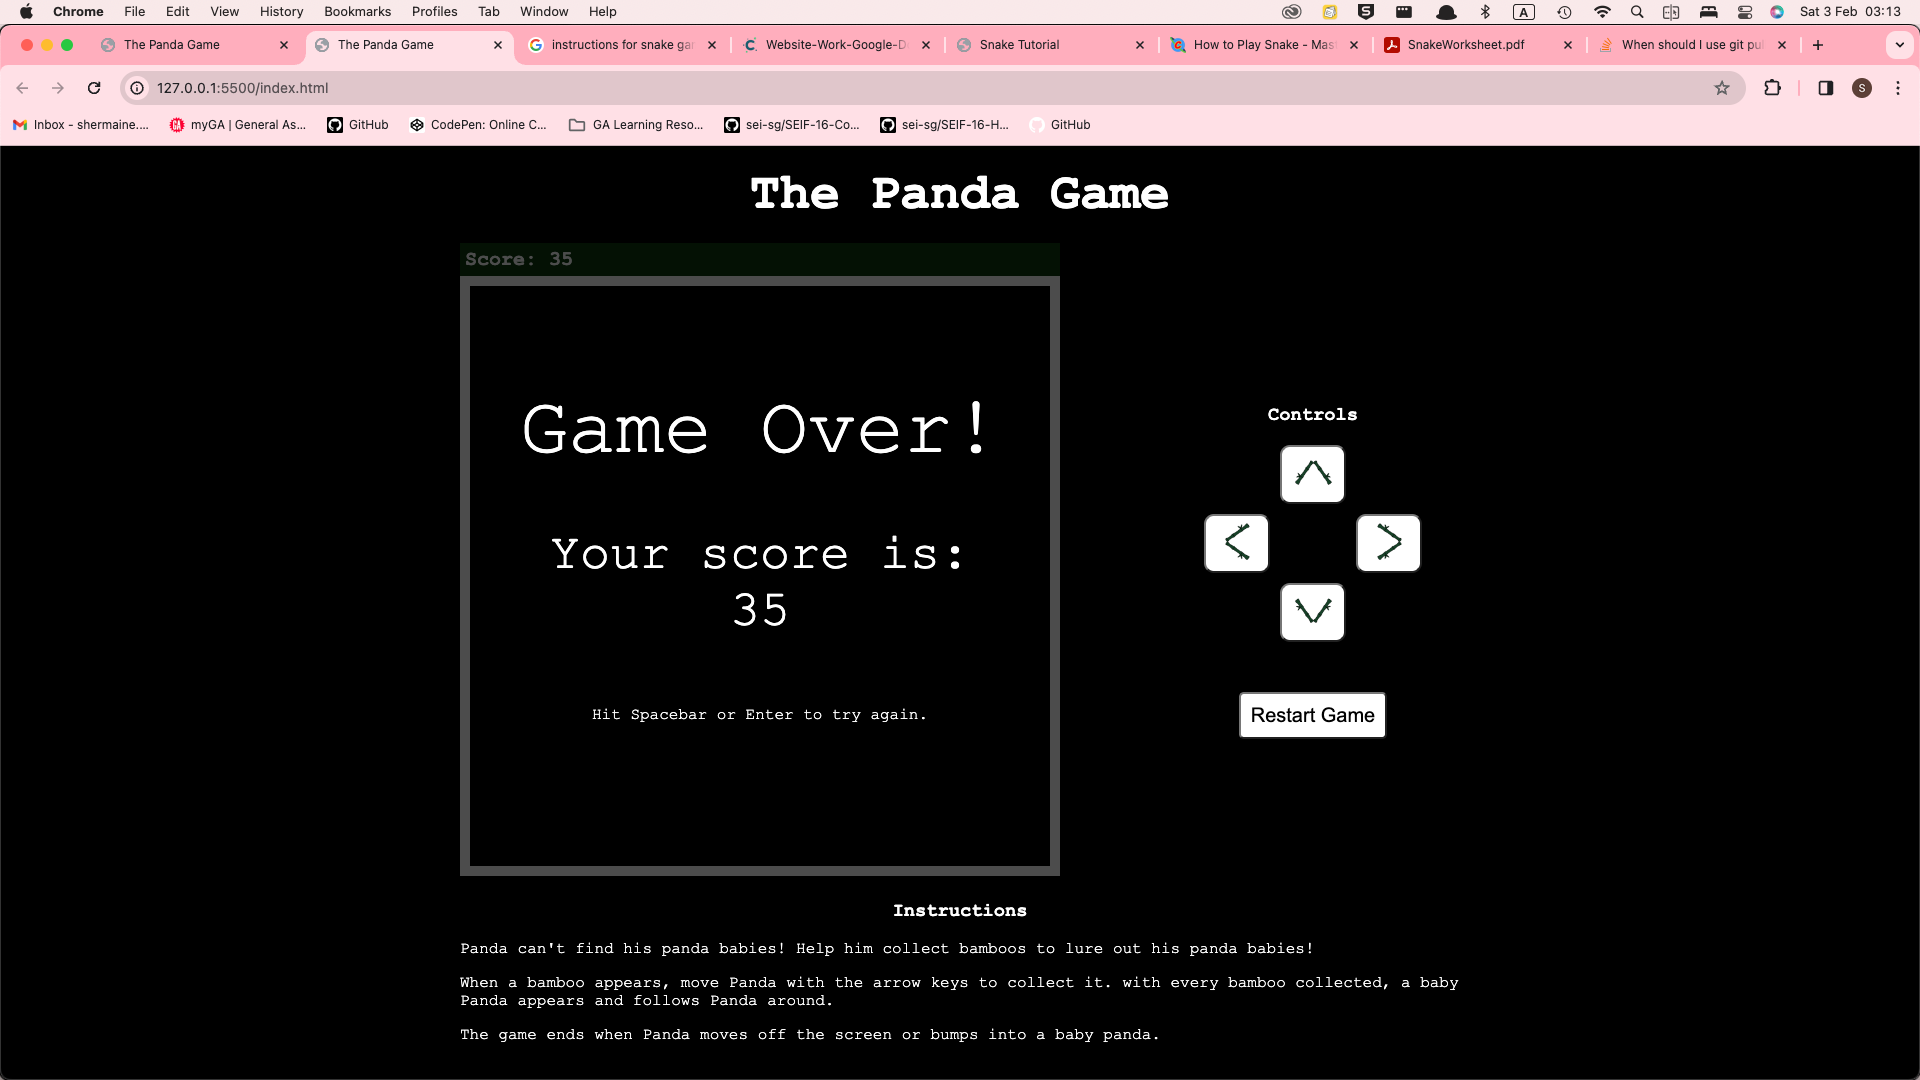 Chrome File Edit View History Bookmarks Profiles Tab Window Help A Sat 3 Feb 03:13
The Panda Game The Panda Game instructions for snake gar Website-Work-Google-D Snake Tutorial How to Play Snake - Mas SnakeWorksheet.pdf When should I use git pu
127.0.0.1:5500/index.html S
Inbox - shermaine.... myGA | General As... GitHub CodePen: Online C... GA Learning Reso... sei-sg/SEIF-16-Co... sei-sg/SEIF-16-H... GitHub
The Panda Game
Score: 35
Game Over!
Your score is:
35
Hit Spacebar or Enter to try again.
Controls
Restart Game
Instructions
Panda can't find his panda babies! Help him collect bamboos to lure out his panda babies!
When a bamboo appears, move Panda with the arrow keys to collect it. with every bamboo collected, a baby
Panda appears and follows Panda around.
The game ends when Panda moves off the screen or bumps into a baby panda.